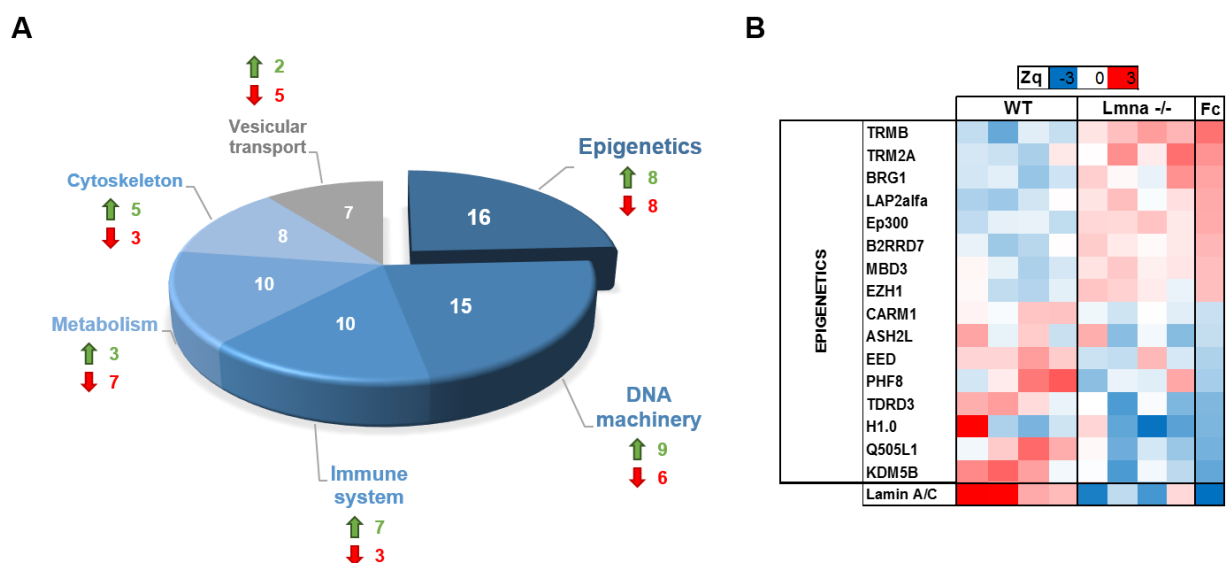 A
2
5
Vesicular
transport
Epigenetics
8
8
Cytoskeleton
5
3
7
16
8
10
10
15
Metabolism
3
7
DNA
machinery
9
6
Immune
system
7
3
B
Zq -3 0 3
WT Lmna -/- Fc
EPIGENETICS
TRMB
TRM2A
BRG1
LAP2alfa
Ep300
B2RRD7
MBD3
EZH1
CARM1
ASH2L
EED
PHF8
TDRD3
H1.0
Q505L1
KDM5B
Lamin A/C